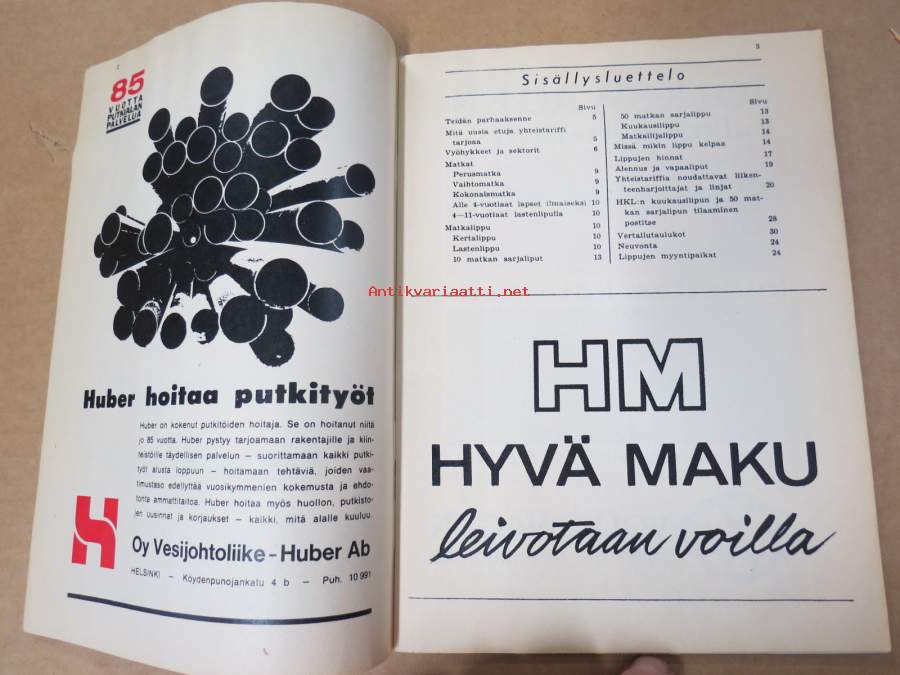 2
85
VUOTTA
PUTKIALAN
PALVELUA
Huber hoitaa putkityöt
Huber on kokenut putkitöiden hoitaja. Se on hoitanut niitä
jo 85 vuotta. Huber pystyy tarjoamaan rakentajille ja kiin-
teistöille täydellisen palvelun – suorittamaan kaikki putki-
työt alusta loppuun – hoitamaan tehtäviä, joiden vaa-
timustaso edellyttää vuosikymmenien kokemusta ja ehdo-
tonta ammattitaitoa. Huber hoitaa myös huollon, putkisto-
jen uusinnat ja korjaukset – kaikki, mitä alalle kuuluu.
Oy Vesijohtoliike – Huber Ab
HELSINKI – Köydenpunojankatu 4 b – Puh. 10 991
Sisällysluettelo
Sivu
Teidän parhaaksenne 5
Mitä uusia etuja yhteistariffi
tarjoaa 5
Vyöhykkeet ja sektorit 6
Matkat
Perusmatka 9
Vaihtomatka 9
Kokonaismatka 9
Alle 4-vuotiaat lapset (ilmaiseksi) 10
4—11-vuotiaat lastenlipulla 10
Matkalippu 10
Kertalippu 10
Lastenlippu 10
10 matkan sarjaliput 13
Sivu
50 matkan sarjalippu 13
Kuukausilippu 13
Matkailijalippu 14
Missä mikin lippu kelpaa 14
Lippujen hinnat 17
Alennus ja vapaaliput 19
Yhteistariffia noudattavat liiken-
teenharjoittajat ja linjat 20
HKL:n kuukausilipun ja 50 mat-
kan sarjalipun tilaaminen
postitse 28
Vertailutaulukot 30
Neuvonta 24
Lippujen myyntipaikat 24
Antikvariaatti.net
HM
HYVÄ MAKU
leivotaan voilla